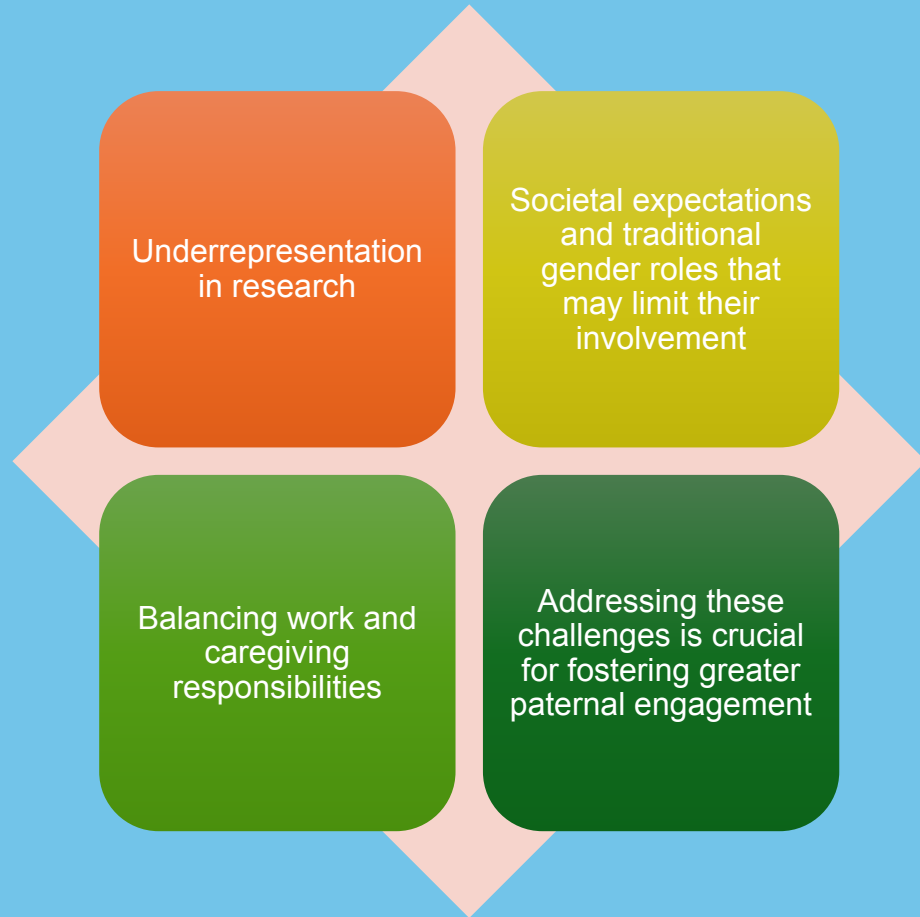 Underrepresentation
in research
Societal expectations
and traditional
gender roles that
may limit their
involvement
Balancing work and
caregiving
responsibilities
Addressing these
challenges is crucial
for fostering greater
paternal engagement